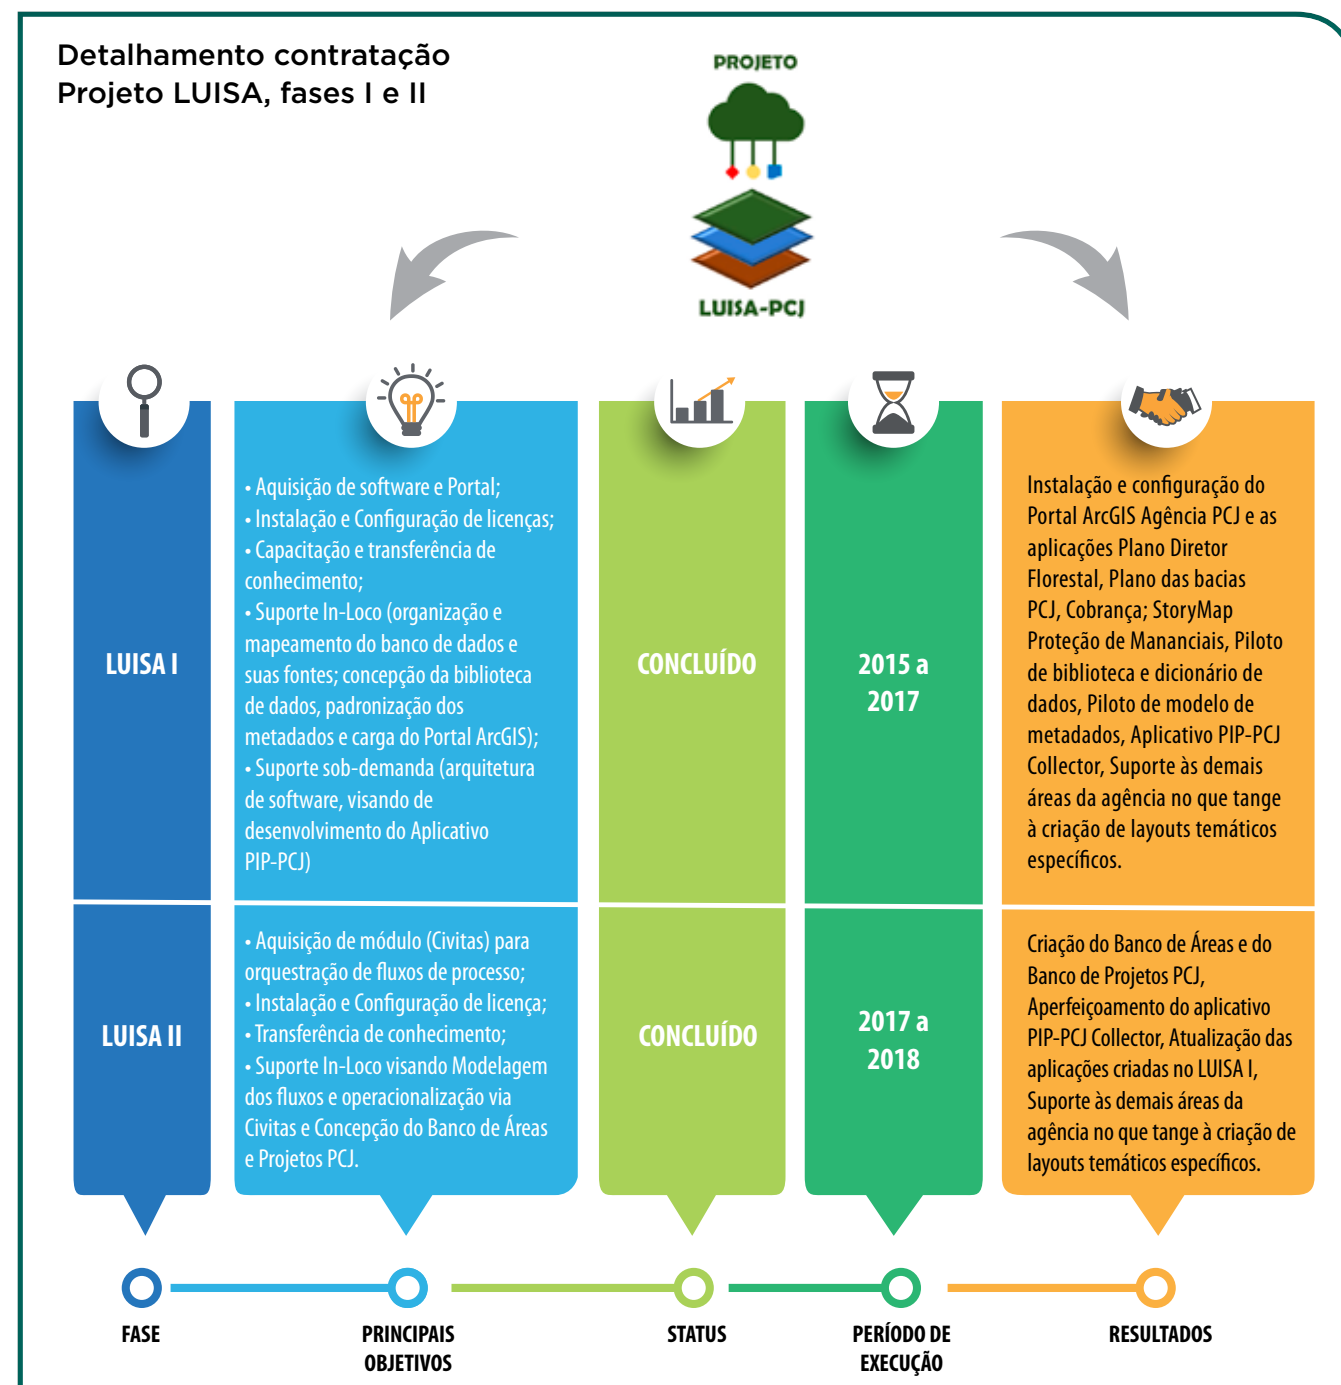 Detalhamento contratação
Projeto LUISA, fases I e II
PROJETO
LUISA-PCJ
LUISA I
• Aquisição de software e Portal;
• Instalação e Configuração de licenças;
• Capacitação e transferência de
conhecimento;
• Suporte In-Loco (organização e
mapeamento do banco de dados e
suas fontes; concepção da biblioteca
de dados, padronização dos
metadados e carga do Portal ArcGIS);
• Suporte sob-demanda (arquitetura
de software, visando de
desenvolvimento do Aplicativo
PIP-PCJ)
CONCLUÍDO
2015 a
2017
Instalação e configuração do
Portal ArcGIS Agência PCJ e as
aplicações Plano Diretor
Florestal, Plano das bacias
PCJ, Cobrança; StoryMap
Proteção de Mananciais, Piloto
de biblioteca e dicionário de
dados, Piloto de modelo de
metadados, Aplicativo PIP-PCJ
Collector, Suporte às demais
áreas da agência no que tange
à criação de layouts temáticos
específicos.
LUISA II
• Aquisição de módulo (Civitas) para
orquestração de fluxos de processo;
• Instalação e Configuração de licença;
• Transferência de conhecimento;
• Suporte In-Loco visando Modelagem
dos fluxos e operacionalização via
Civitas e Concepção do Banco de Áreas
e Projetos PCJ.
CONCLUÍDO
2017 a
2018
Criação do Banco de Áreas e do
Banco de Projetos PCJ,
Aperfeiçoamento do aplicativo
PIP-PCJ Collector, Atualização das
aplicações criadas no LUISA I,
Suporte às demais áreas da
agência no que tange à criação de
layouts temáticos específicos.
FASE
PRINCIPAIS
OBJETIVOS
STATUS
PERÍODO DE
EXECUÇÃO
RESULTADOS